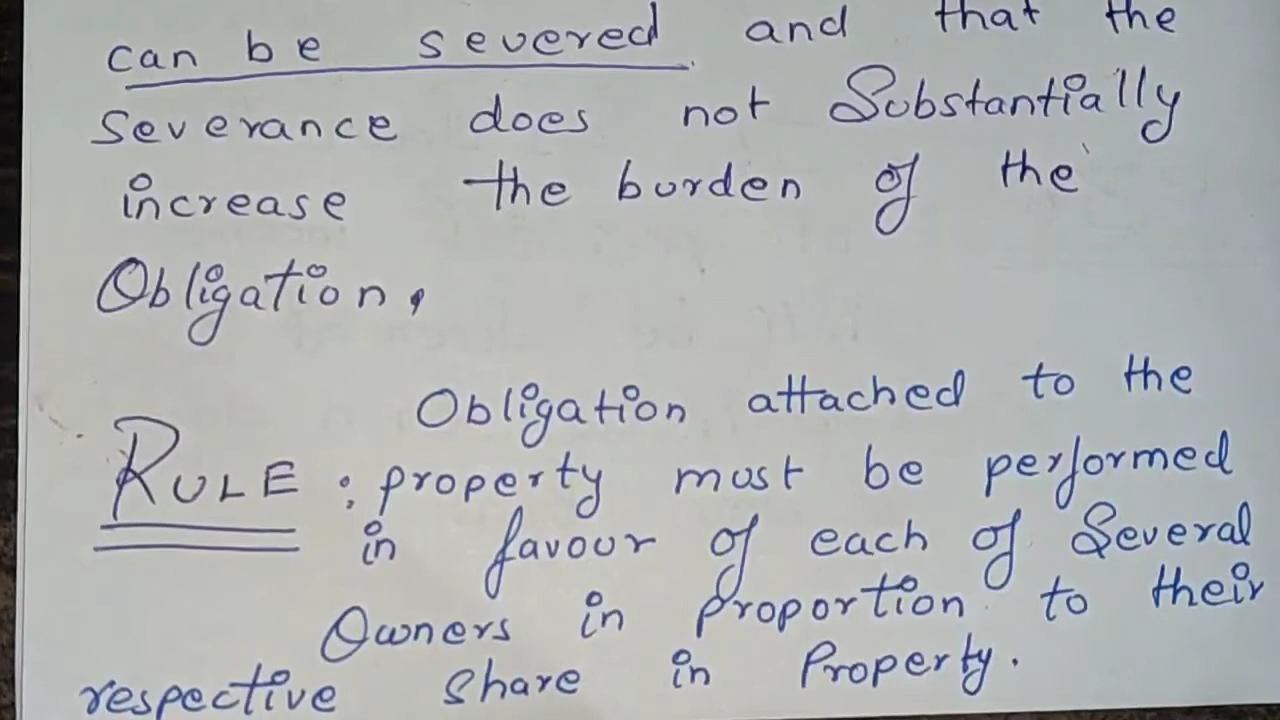 can be severed and that the
Severance does not Substantially
increase the burden of the
Obligation,
Obligation attached to the
RULE : property must be performed
in favour of each of Several
Owners in proportion to their
respective Share in Property.